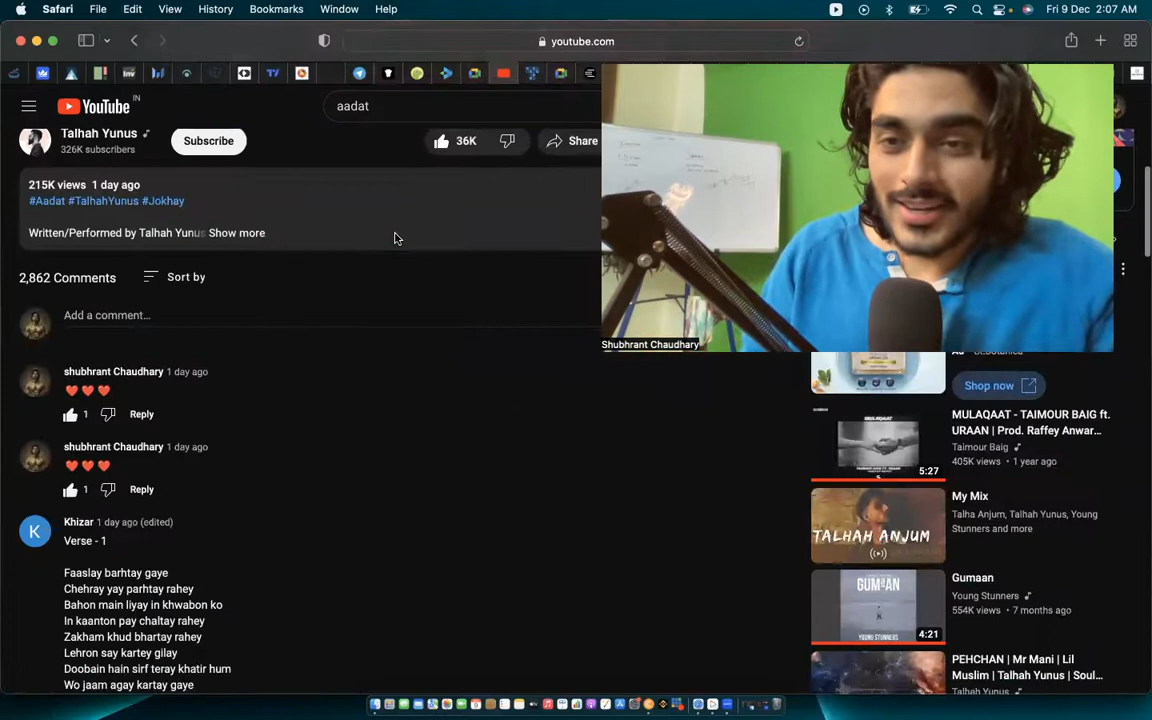 Safari File Edit View History Bookmarks Window Help
Fri 9 Dec 2:07 AM
youtube.com
inv
YouTube IN
aadat
Talhah Yunus
326K subscribers
Subscribe
36K
Share
215K views 1 day ago
#Aadat #TalhahYunus #Jokhay
Written/Performed by Talhah Yunus Show more
2,862 Comments
Sort by
Add a comment...
shubhrant Chaudhary 1 day ago
1 Reply
shubhrant Chaudhary 1 day ago
1 Reply
K
Khizar 1 day ago (edited)
Verse - 1
Faaslay barhtay gaye
Chehray yay parhtay rahey
Bahon main liyay in khwabon ko
In kaanton pay chaltay rahey
Zakham khud bhartay rahey
Lehron say kartey gilay
Doobain hain sirf teray khatir hum
Wo jaam agay kartay gaye
Shubhrant Chaudhary
Shop now
MULAQAAT
5:27
MULAQAAT - TAIMOUR BAIG ft.
URAAN | Prod. Raffey Anwar...
Taimour Baig
405K views 1 year ago
TALHAH ANJUM
My Mix
Talha Anjum, Talhah Yunus, Young
Stunners and more
GUMAAN
YOUNG STUNNERS
4:21
Gumaan
Young Stunners
554K views 7 months ago
PEHCHAN | Mr Mani | Lil
Muslim | Talhah Yunus | Soul...
Talhah Yunus